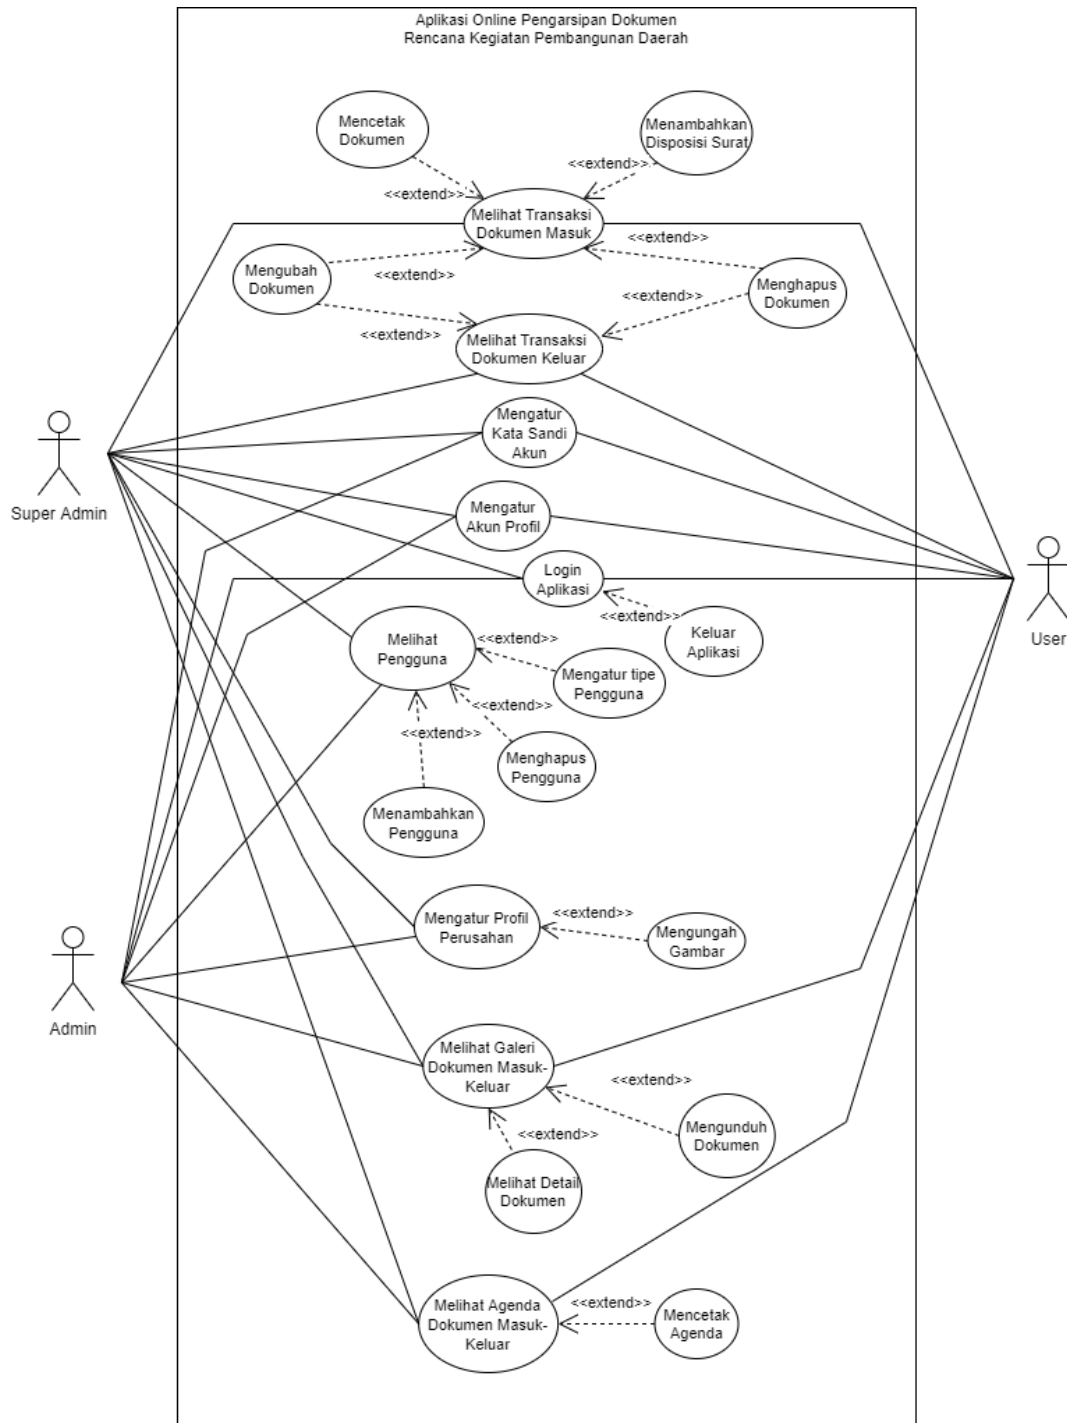 Aplikasi Online Pengarsipan Dokumen
Rencana Kegiatan Pembangunan Daerah
Mencetak
Dokumen
Menambahkan
Disposisi Surat
<<extend>>
<<extend>>
Melihat Transaksi
Dokumen Masuk
<<extend>>
Mengubah
Dokumen
<<extend>>
Menghapus
Dokumen
<<extend>>
<<extend>>
Melihat Transaksi
Dokumen Keluar
Mengatur
Kata Sandi
Akun
Super Admin
Mengatur
Akun Profil
Login
Aplikasi
<<extend>>
Keluar
Aplikasi
User
Melihat
Pengguna
<<extend>>
Mengatur tipe
Pengguna
<<extend>>
<<extend>>
Menghapus
Pengguna
Menambahkan
Pengguna
Mengatur Profil
Perusahan
<<extend>>
Mengungah
Gambar
Admin
Melihat Galeri
Dokumen Masuk-
Keluar
<<extend>>
Mengunduh
Dokumen
<<extend>>
Melihat Detail
Dokumen
Melihat Agenda
Dokumen Masuk-
Keluar
<<extend>>
Mencetak
Agenda